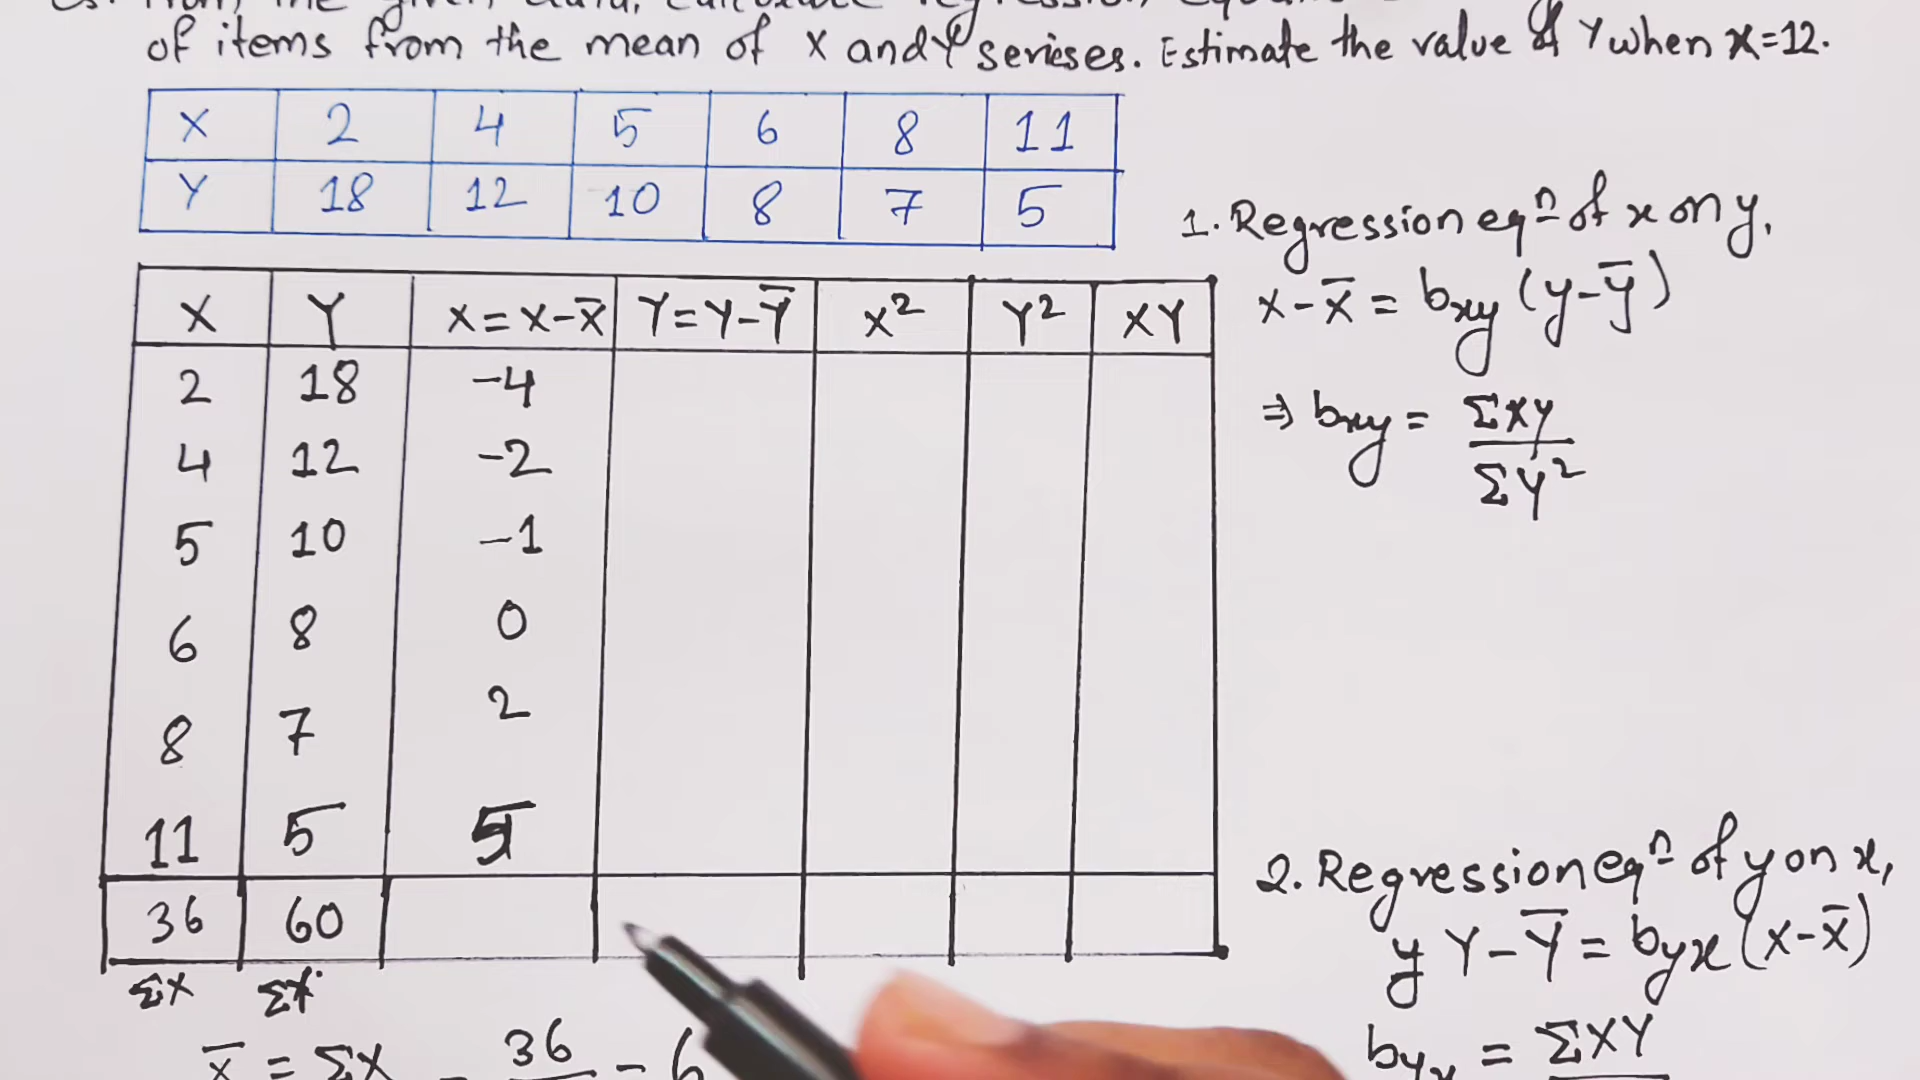 of items from the mean of X and Y serieses. Estimate the value of Y when x=12.
X 2 4 5 6 8 11
Y 18 12 10 8 7 5
1. Regression eqⁿ of x on y,
x - x̅ = bxy (y - y̅)
⇒ bxy = ΣXY / ΣY²
X Y x = x - x̅ Y = Y - Y̅ x² Y² XY
2 18 -4
4 12 -2
5 10 -1
6 8 0
8 7 2
11 5 5
36 60
ΣX ΣY
2. Regression eqⁿ of y on x,
y Y - Y̅ = byx (x - x̅)
x̅ = ΣX 36 - 6
byx = ΣXY